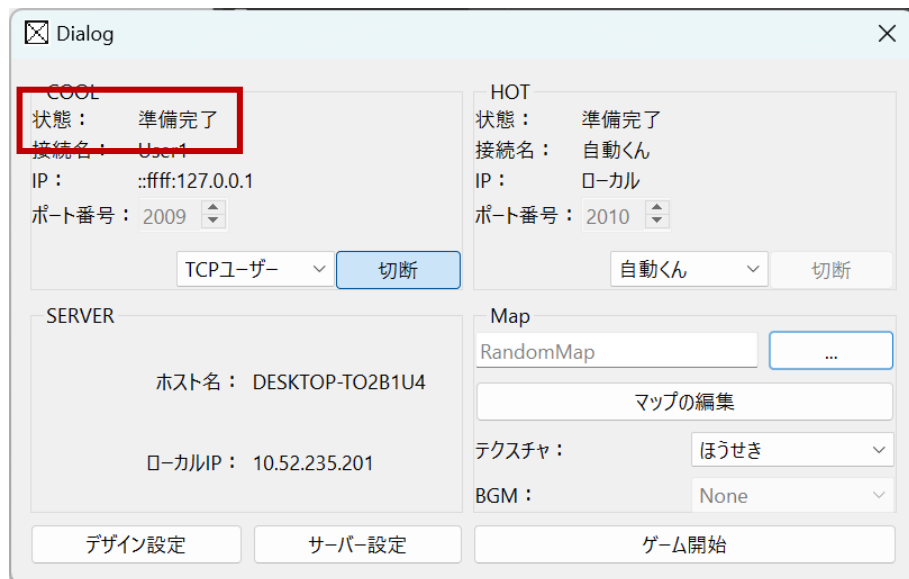 Dialog
COOL
状態： 準備完了
接続名： User1
IP： ::ffff:127.0.0.1
ポート番号： 2009
TCPユーザー 切断
HOT
状態： 準備完了
接続名： 自動くん
IP： ローカル
ポート番号： 2010
自動くん 切断
SERVER
ホスト名： DESKTOP-TO2B1U4
ローカルIP： 10.52.235.201
Map
RandomMap ...
マップの編集
テクスチャ： ほうせき
BGM： None
デザイン設定 サーバー設定 ゲーム開始